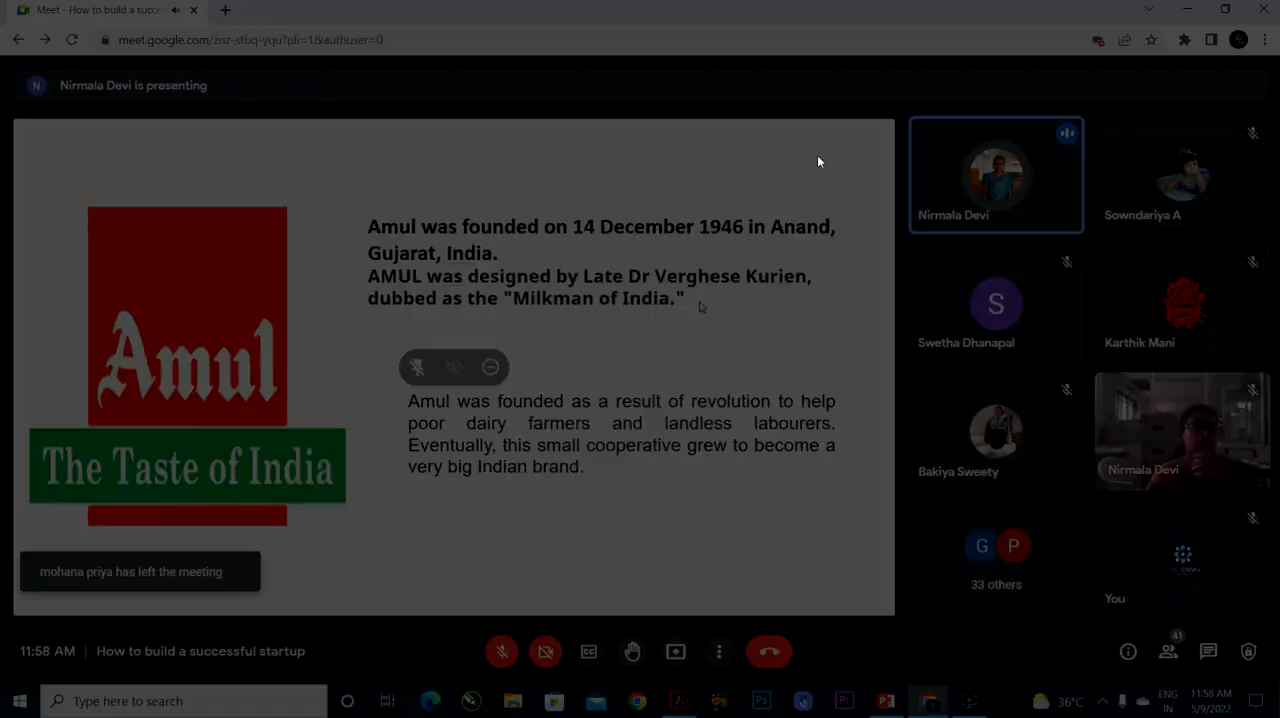 Meet - How to build a succe
meet.google.com/znz-stbq-yqu?pli=1&authuser=0
N
Nirmala Devi is presenting
Amul was founded on 14 December 1946 in Anand,
Gujarat, India.
AMUL was designed by Late Dr Verghese Kurien,
dubbed as the "Milkman of India."
Amul
The Taste of India
Amul was founded as a result of revolution to help
poor dairy farmers and landless labourers.
Eventually, this small cooperative grew to become a
very big Indian brand.
mohana priya has left the meeting
Nirmala Devi
Sowndariya A
S
Swetha Dhanapal
Karthik Mani
Bakiya Sweety
Nirmala Devi
G P
33 others
You
11:58 AM | How to build a successful startup
41
Type here to search
Ps
Pr
36°C
ENG
IN
11:58 AM
5/9/2022